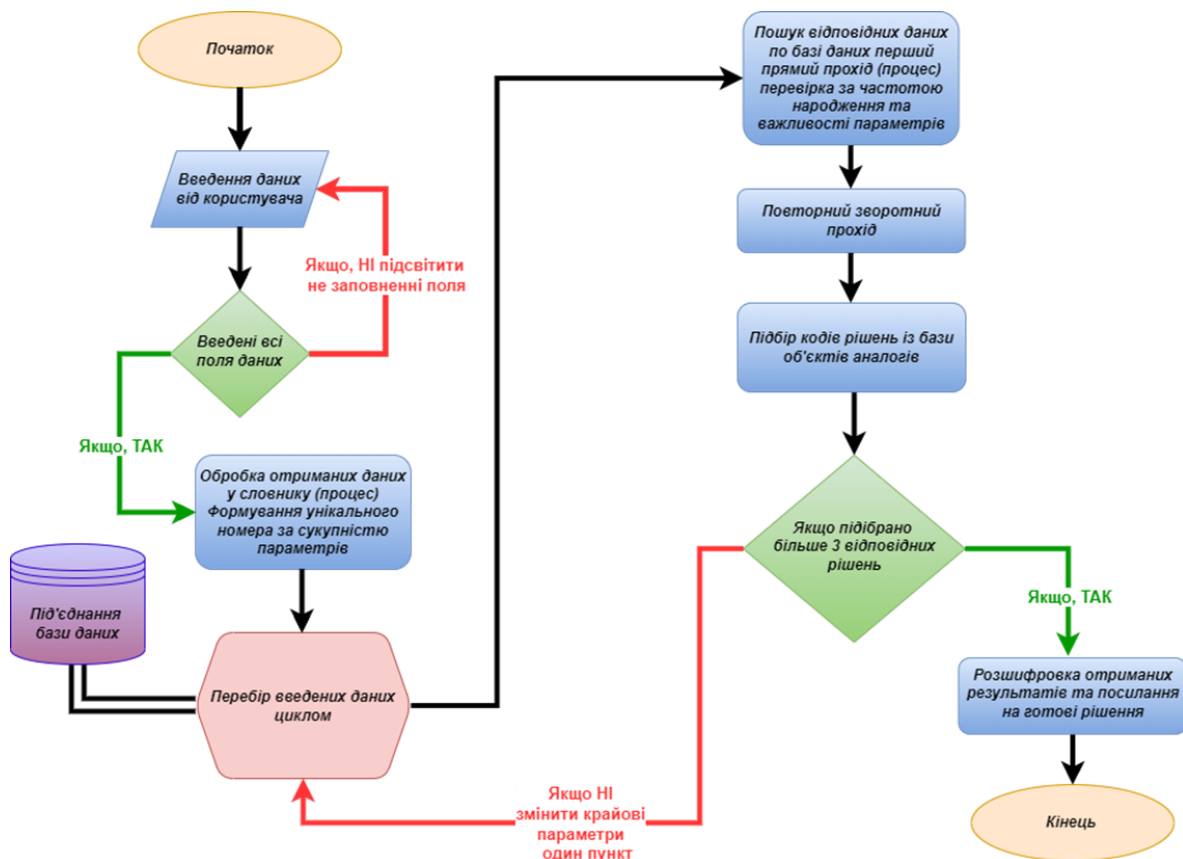 Початок
Введення даних
від користувача
Якщо, НІ підсвітити
не заповненні поля
Введені всі
поля даних
Якщо, ТАК
Обробка отриманих даних
у словнику (процес)
Формування унікального
номера за сукупністю
параметрів
Під'єднання
бази даних
Перебір введених даних
циклом
Пошук відповідних даних
по базі даних перший
прямий прохід (процес)
перевірка за частотою
народження та
важливості параметрів
Повторний зворотний
прохід
Підбір кодів рішень із бази
об'єктів аналогів
Якщо підібрано
більше 3 відповідних
рішень
Якщо, ТАК
Якщо НІ
змінити крайові
параметри
один пункт
Розшифровка отриманих
результатів та посилання
на готові рішення
Кінець